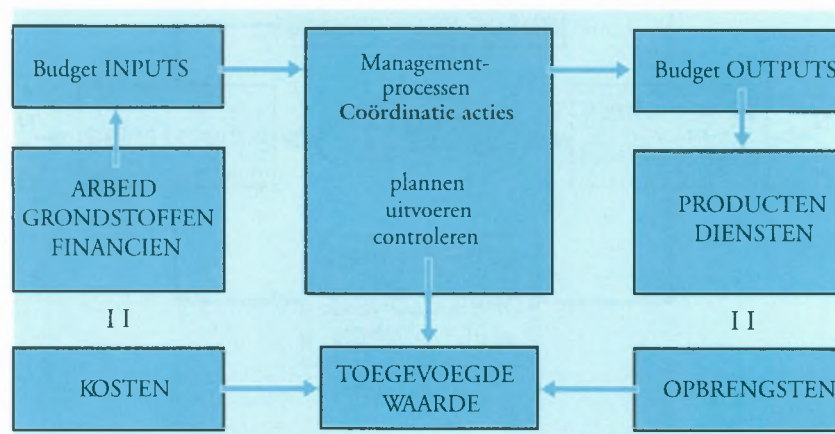 Budget INPUTS
Management-
processen
Coördinatie acties
plannen
uitvoeren
controleren
Budget OUTPUTS
ARBEID
GRONDSTOFFEN
FINANCIEN
PRODUCTEN
DIENSTEN
II
II
KOSTEN
TOEGEVOEGDE
WAARDE
OPBRENGSTEN